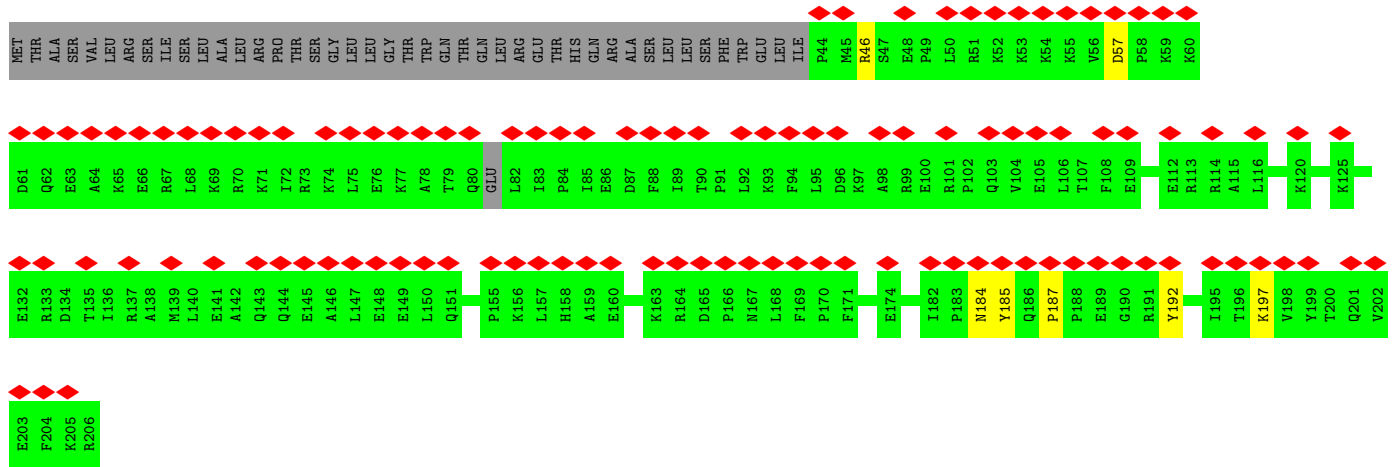 MET THR ALA SER VAL LEU ARG SER ILE SER LEU ALA LEU ARG PRO THR SER GLY LEU LEU GLY THR TRP GLN THR GLN LEU ARG GLU THR HIS GLN ARG ALA SER LEU LEU SER PHE TRP GLU LEU ILE P44 M45 R46 S47 E48 P49 L50 R51 K52 K53 K54 K55 V56 D57 P58 K59 K60
D61 Q62 E63 A64 K65 E66 R67 L68 K69 R70 K71 I72 R73 K74 L75 E76 K77 A78 T79 Q80 GLU L82 I83 P84 I85 E86 D87 F88 I89 T90 P91 L92 K93 F94 L95 D96 K97 A98 R99 E100 R101 P102 Q103 V104 E105 L106 T107 F108 E109 E112 R113 R114 A115 L116 K120 K125
E132 R133 D134 T135 I136 R137 A138 M139 L140 E141 A142 Q143 Q144 E145 A146 L147 E148 E149 L150 Q151 P155 K156 L157 H158 A159 E160 K163 R164 D165 P166 N167 L168 F169 P170 F171 E174 I182 P183 N184 Y185 Q186 P187 P188 E189 G190 R191 Y192 I195 T196 K197 V198 Y199 T200 Q201 V202
E203 F204 K205 R206